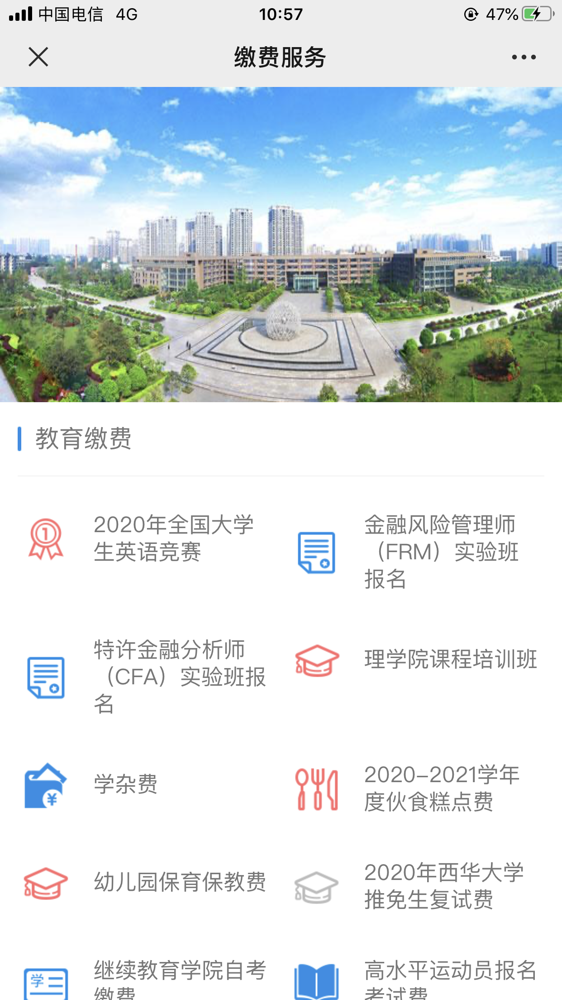 中国电信 4G 10:57 47%
缴费服务
教育缴费
2020年全国大学
生英语竞赛
金融风险管理师
（FRM）实验班
报名
特许金融分析师
（CFA）实验班报
名
理学院课程培训班
学杂费
2020-2021学年
度伙食糕点费
幼儿园保育保教费
2020年西华大学
推免生复试费
继续教育学院自考
缴费
高水平运动员报名
考试费